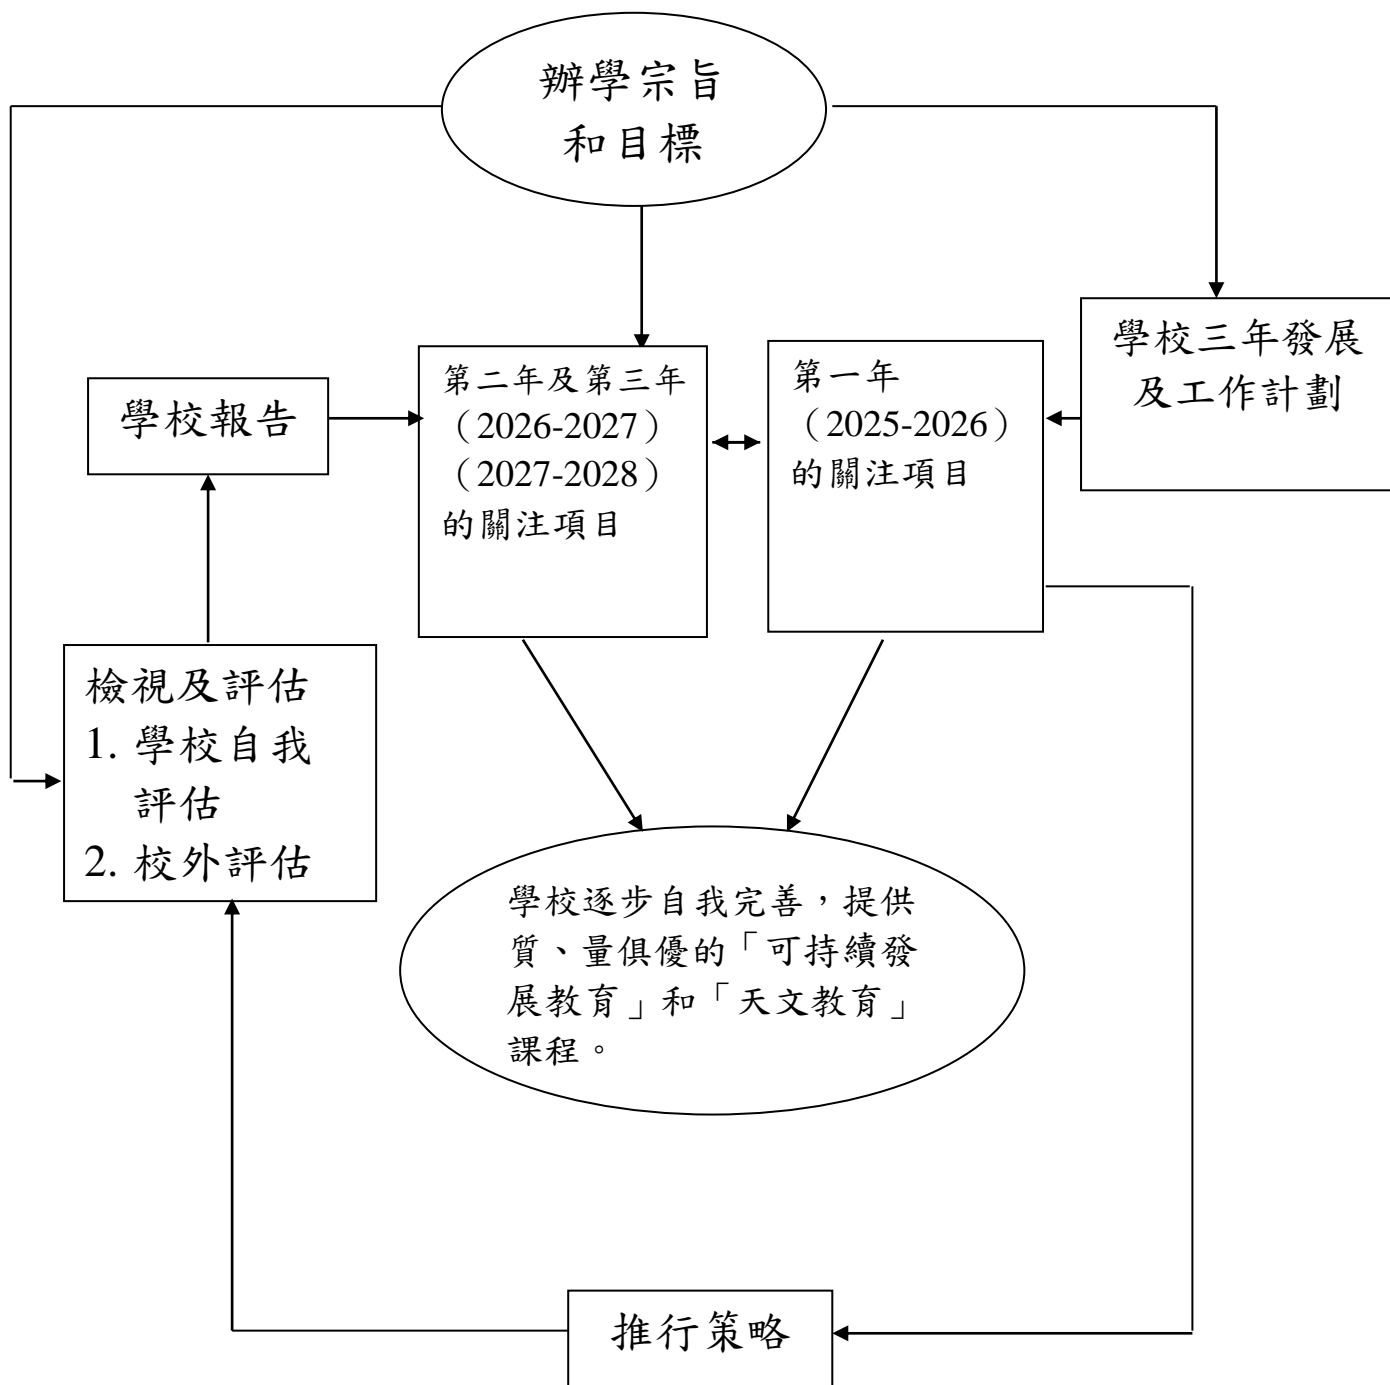 辦學宗旨
和目標
學校三年發展
及工作計劃
第一年
（2025-2026）
的關注項目
第二年及第三年
（2026-2027）
（2027-2028）
的關注項目
學校報告
檢視及評估
1. 學校自我
評估
2. 校外評估
學校逐步自我完善，提供
質、量俱優的「可持續發
展教育」和「天文教育」
課程。
推行策略